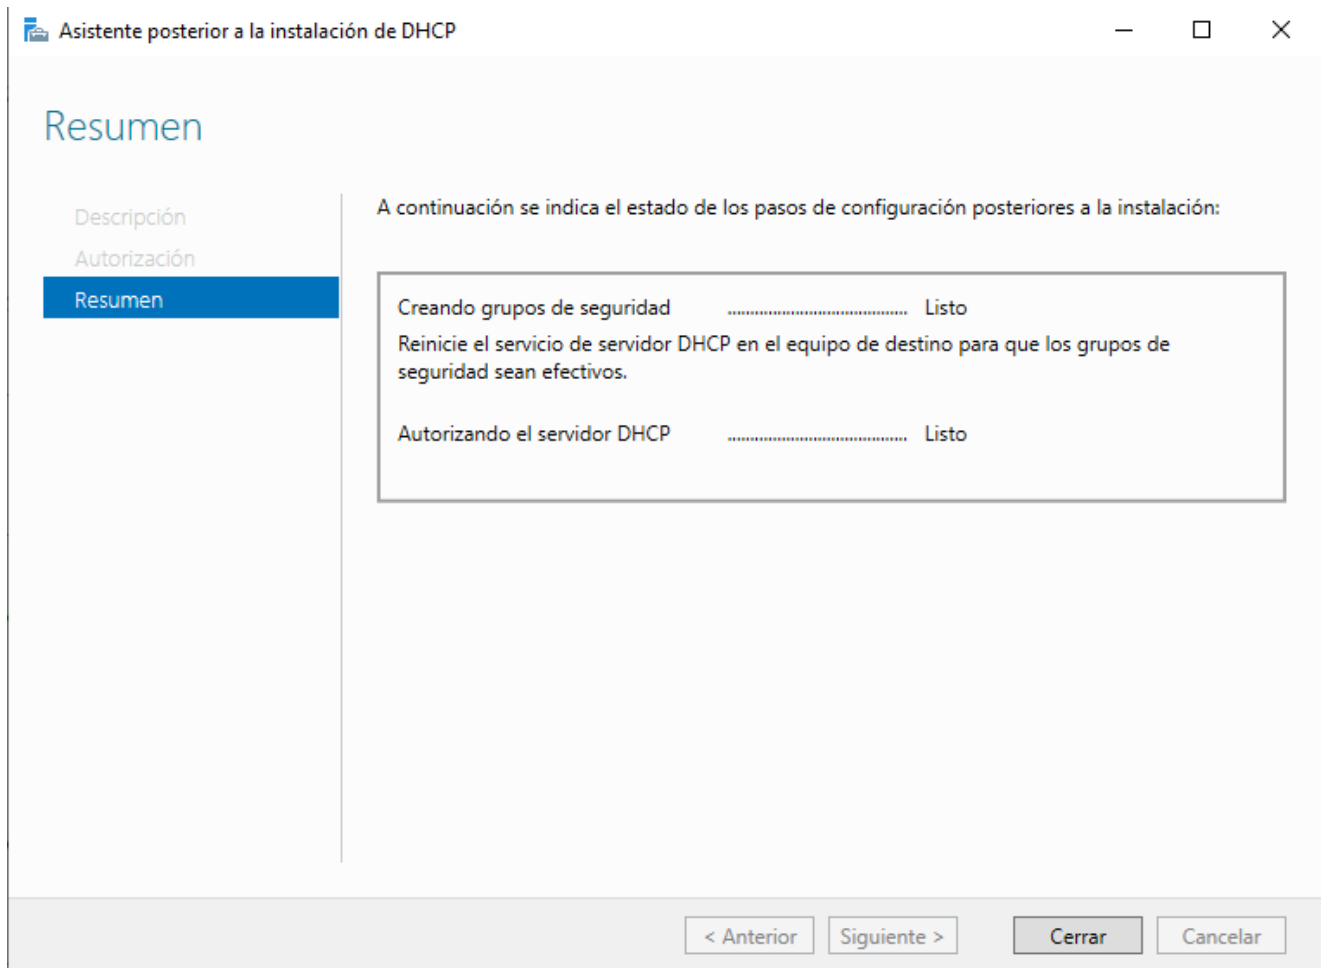 Asistente posterior a la instalación de DHCP
Resumen
Descripción
Autorización
Resumen
A continuación se indica el estado de los pasos de configuración posteriores a la instalación:
Creando grupos de seguridad ........................................ Listo
Reinicie el servicio de servidor DHCP en el equipo de destino para que los grupos de
seguridad sean efectivos.
Autorizando el servidor DHCP ........................................ Listo
< Anterior
Siguiente >
Cerrar
Cancelar